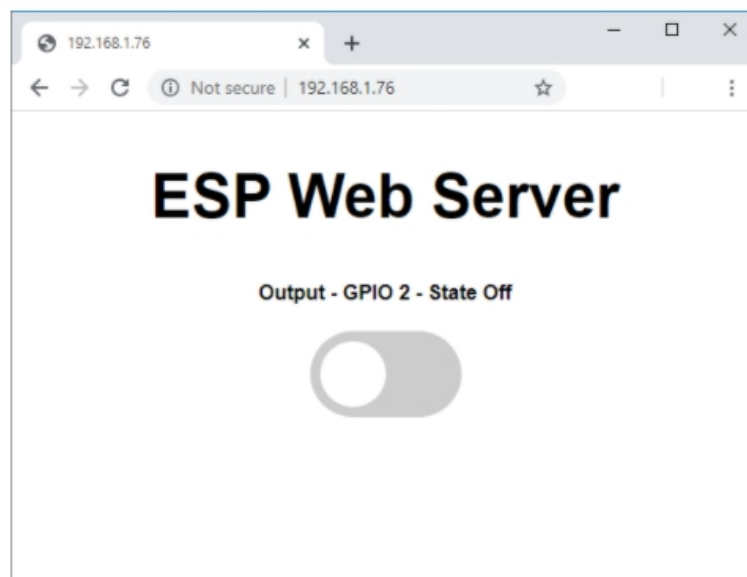 192.168.1.76
Not secure | 192.168.1.76
ESP Web Server
Output - GPIO 2 - State Off